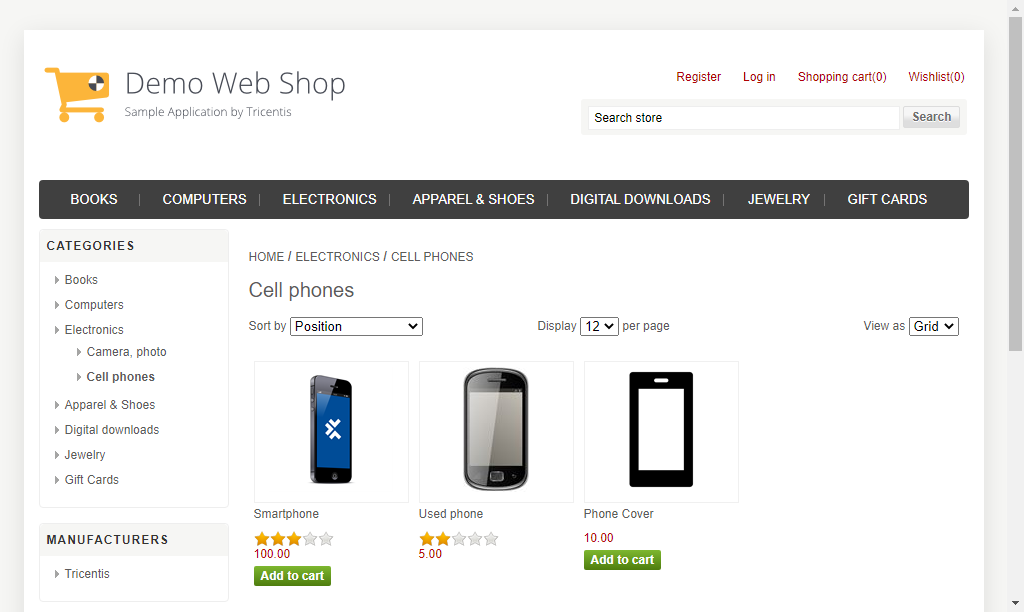 Demo Web Shop
Sample Application by Tricentis
Register Log in Shopping cart(0) Wishlist(0)
Search store Search
BOOKS COMPUTERS ELECTRONICS APPAREL & SHOES DIGITAL DOWNLOADS JEWELRY GIFT CARDS
CATEGORIES
Books
Computers
Electronics
Camera, photo
Cell phones
Apparel & Shoes
Digital downloads
Jewelry
Gift Cards
MANUFACTURERS
Tricentis
HOME / ELECTRONICS / CELL PHONES
Cell phones
Sort by Position Display 12 per page View as Grid
Smartphone
100.00
Add to cart
Used phone
5.00
Phone Cover
10.00
Add to cart